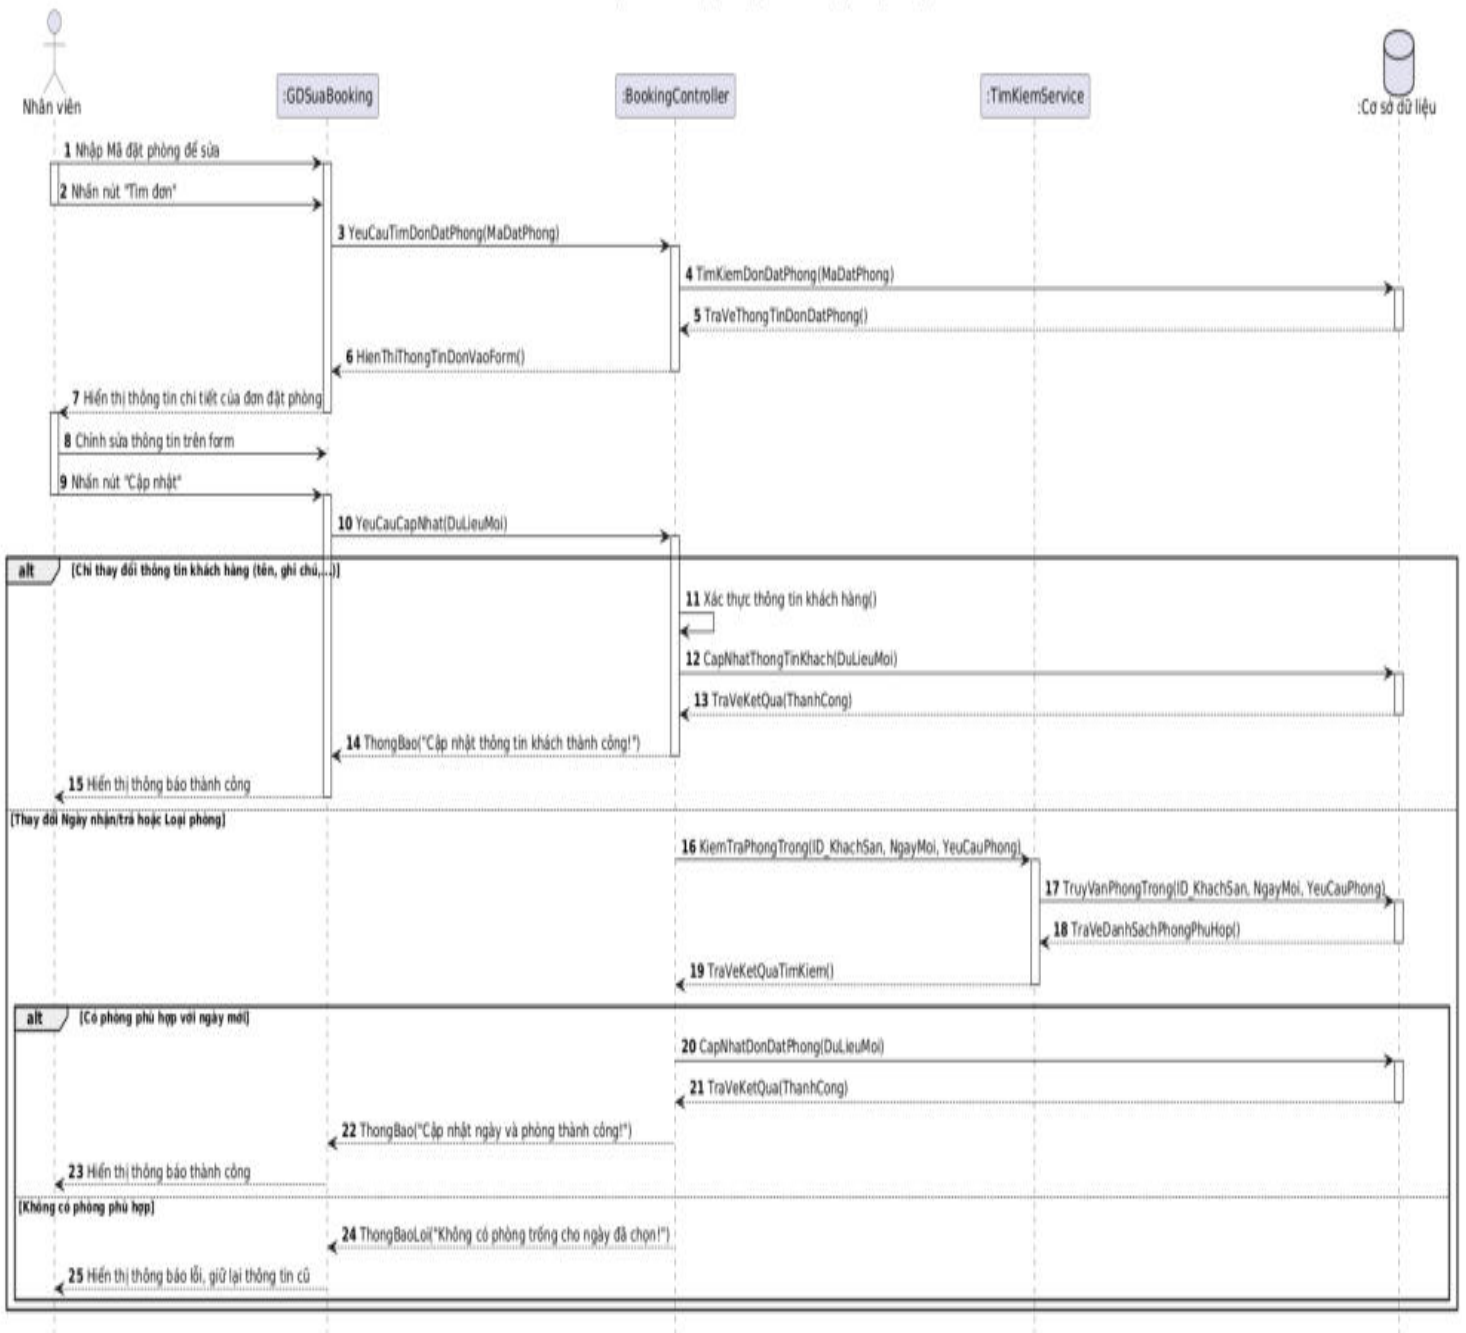 Nhân viên
:GDSuaBooking
:BookingController
:TimKiemService
:Cơ sở dữ liệu
1 Nhập Mã đặt phòng để sửa
2 Nhấn nút "Tìm đơn"
3 YeuCauTimDonDatPhong(MaDatPhong)
4 TimKiemDonDatPhong(MaDatPhong)
5 TraVeThongTinDonDatPhong()
6 HienThiThongTinDonVaoForm()
7 Hiển thị thông tin chi tiết của đơn đặt phòng
8 Chỉnh sửa thông tin trên form
9 Nhấn nút "Cập nhật"
10 YeuCauCapNhat(DuLieuMoi)
alt [Chỉ thay đổi thông tin khách hàng (tên, ghi chú,...)]
11 Xác thực thông tin khách hàng()
12 CapNhatThongTinKhach(DuLieuMoi)
13 TraVeKetQua(ThanhCong)
14 ThongBao("Cập nhật thông tin khách thành công!")
15 Hiển thị thông báo thành công
[Thay đổi Ngày nhận/trả hoặc Loại phòng]
16 KiemTraPhongTrong(ID_KhachSan, NgayMoi, YeuCauPhong)
17 TruyVanPhongTrong(ID_KhachSan, NgayMoi, YeuCauPhong)
18 TraVeDanhSachPhongPhuHop()
19 TraVeKetQuaTimKiem()
alt [Có phòng phù hợp với ngày mới]
20 CapNhatDonDatPhong(DuLieuMoi)
21 TraVeKetQua(ThanhCong)
22 ThongBao("Cập nhật ngày và phòng thành công!")
23 Hiển thị thông báo thành công
[Không có phòng phù hợp]
24 ThongBaoLoi("Không có phòng trống cho ngày đã chọn!")
25 Hiển thị thông báo lỗi, giữ lại thông tin cũ